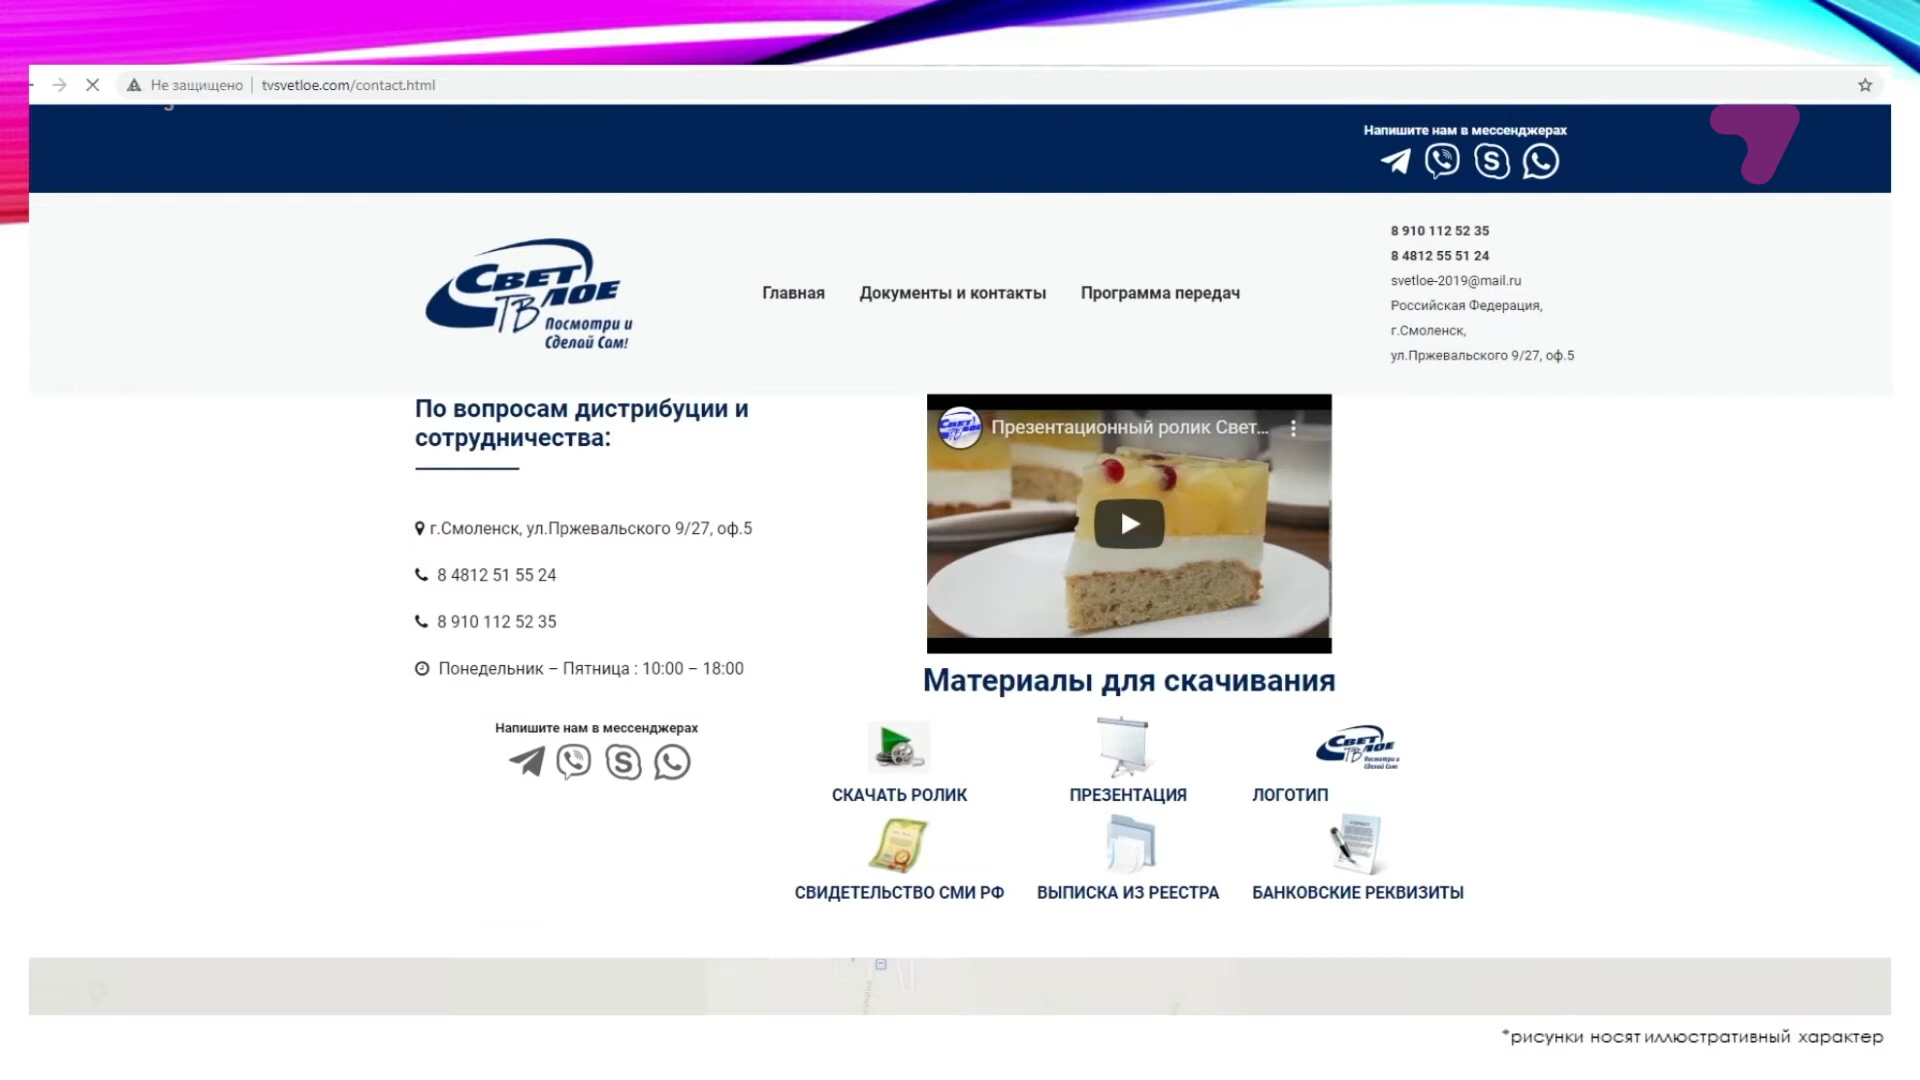 Не защищено tvsvetloe.com/contact.html
Напишите нам в мессенджерах
8 910 112 52 35
8 4812 55 51 24
svetloe-2019@mail.ru
Российская Федерация,
г.Смоленск,
ул.Пржевальского 9/27, оф.5
СВЕТ
ТВ ЛОЕ
Посмотри и
Сделай Сам!
Главная Документы и контакты Программа передач
По вопросам дистрибуции и
сотрудничества:
г.Смоленск, ул.Пржевальского 9/27, оф.5
8 4812 51 55 24
8 910 112 52 35
Понедельник – Пятница : 10:00 – 18:00
Напишите нам в мессенджерах
Презентационный ролик Свет...
Материалы для скачивания
СКАЧАТЬ РОЛИК ПРЕЗЕНТАЦИЯ ЛОГОТИП
СВИДЕТЕЛЬСТВО СМИ РФ ВЫПИСКА ИЗ РЕЕСТРА БАНКОВСКИЕ РЕКВИЗИТЫ
*рисунки носят иллюстративный характер